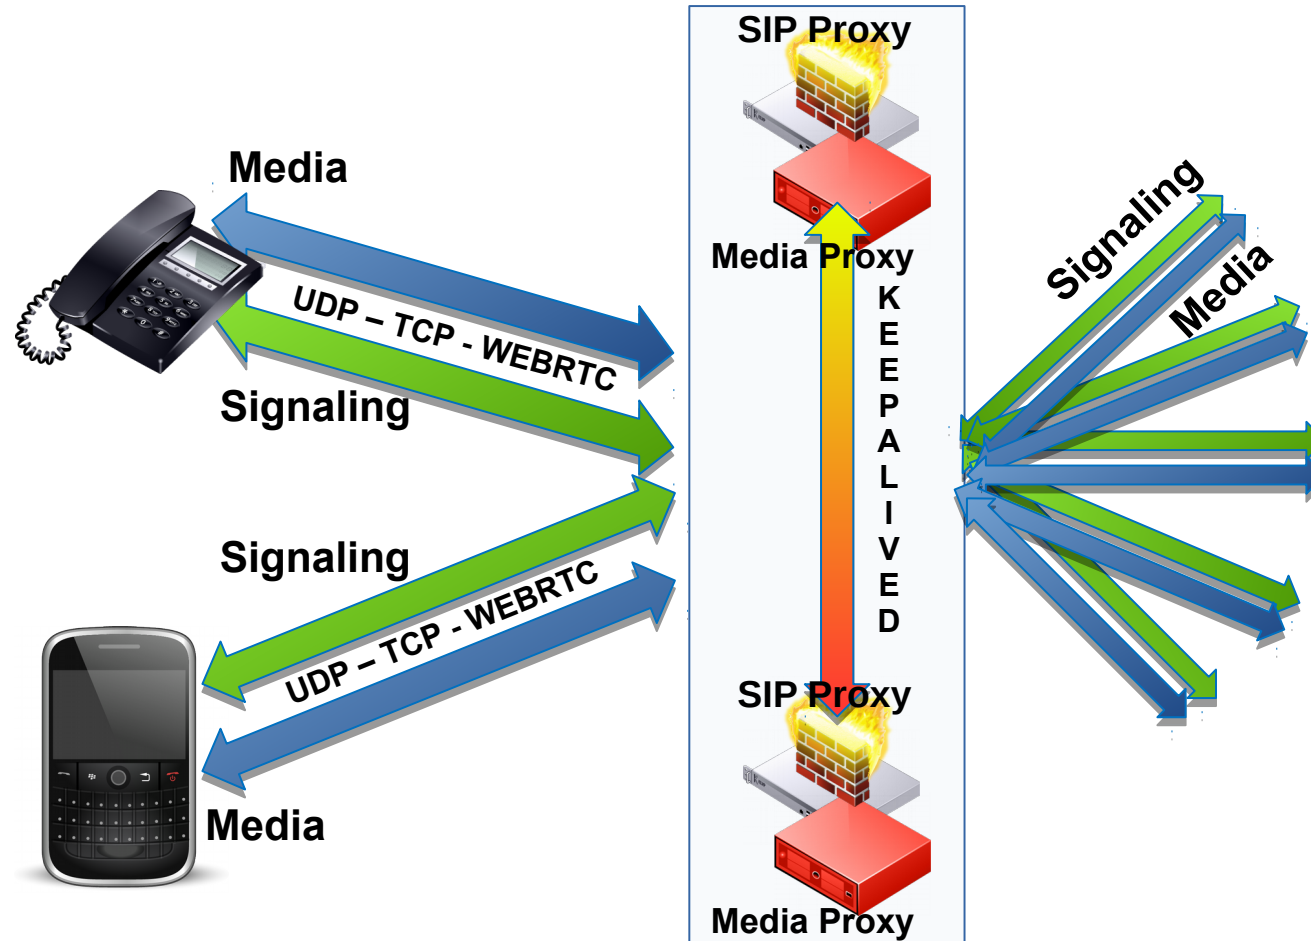 SIP Proxy
Media
Signaling
Media Proxy
Media
UDP – TCP - WEBRTC
KEEPALIVED
Signaling
Signaling
UDP – TCP - WEBRTC
SIP Proxy
Media
Media Proxy